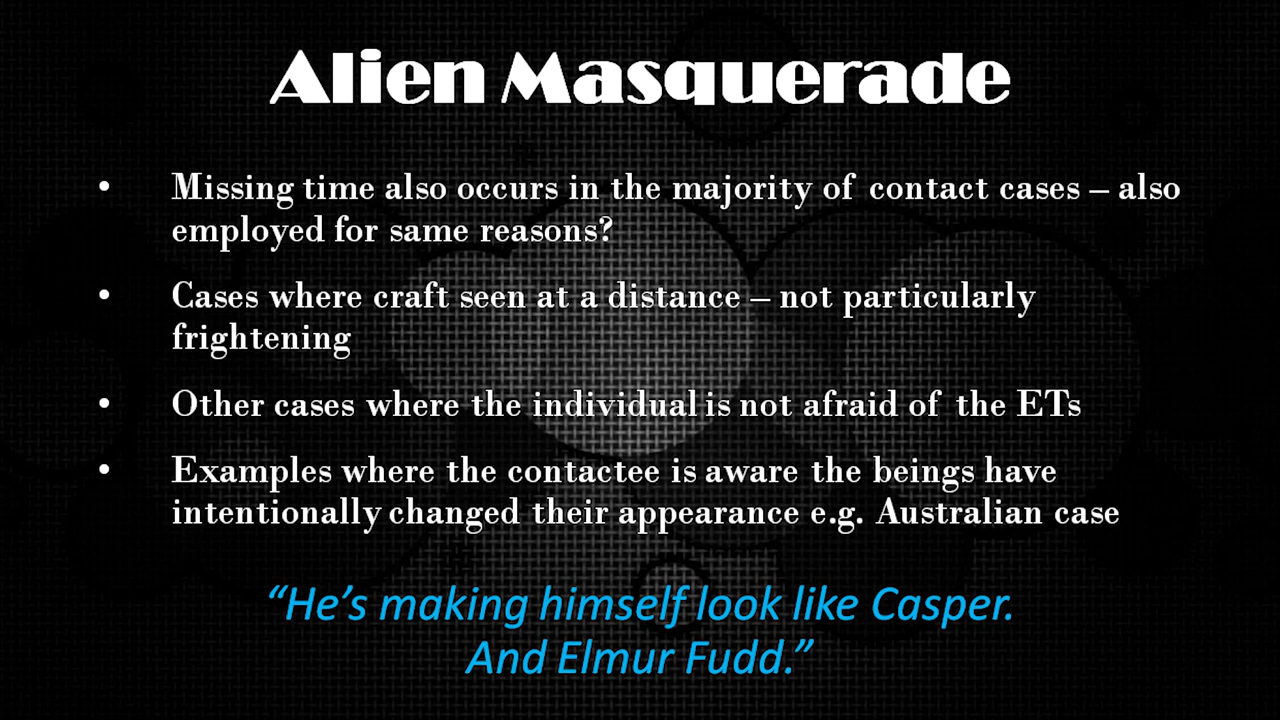 Alien Masquerade
• Missing time also occurs in the majority of contact cases – also
employed for same reasons?
• Cases where craft seen at a distance – not particularly
frightening
• Other cases where the individual is not afraid of the ETs
• Examples where the contactee is aware the beings have
intentionally changed their appearance e.g. Australian case
“He’s making himself look like Casper.
And Elmur Fudd.”